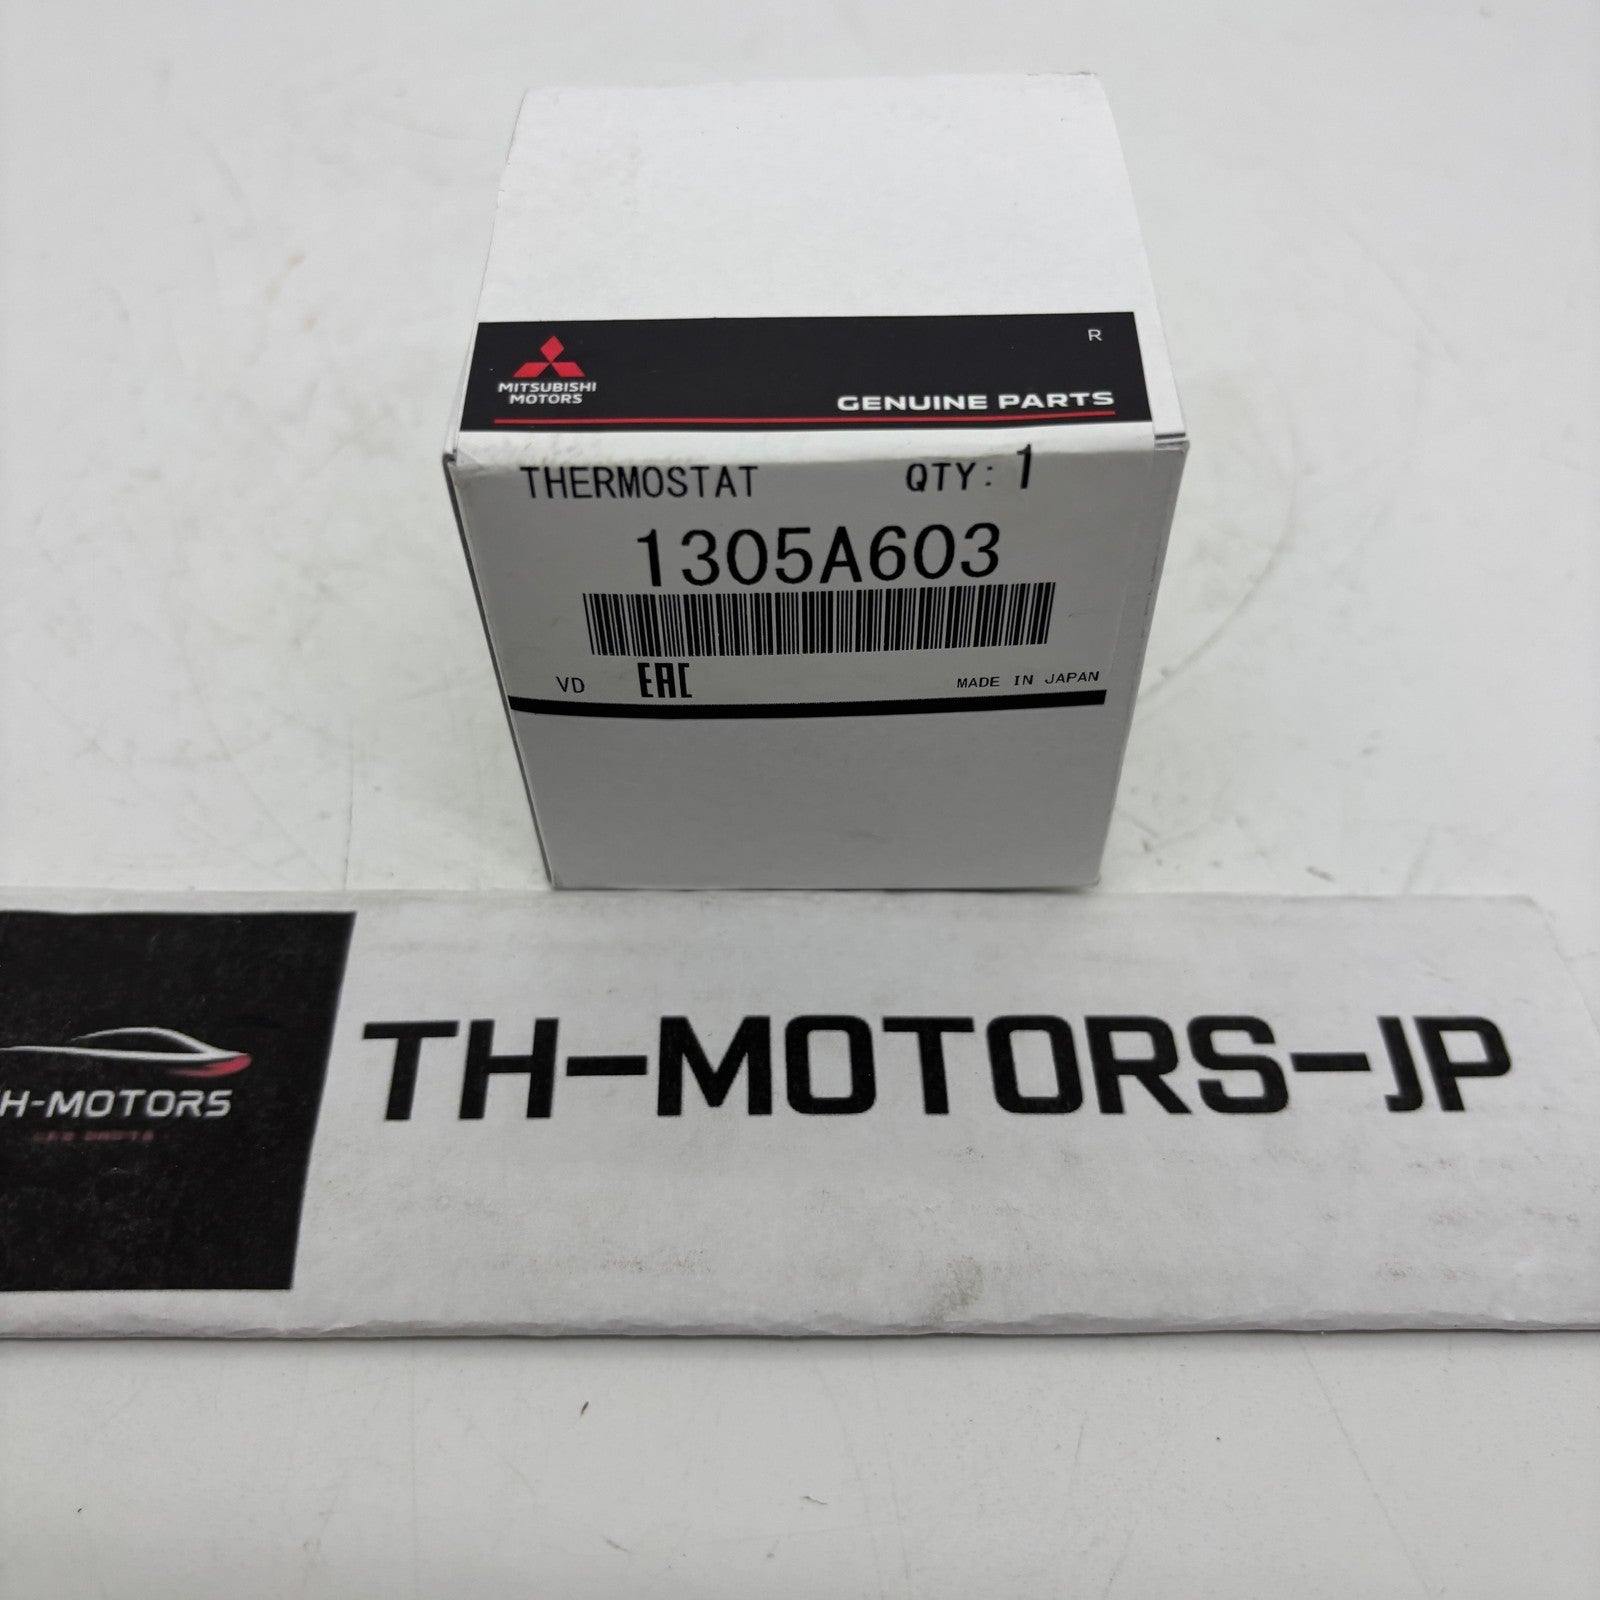 R
MITSUBISHI
MOTORS
GENUINE PARTS
THERMOSTAT QTY: 1
1305A603
VD EAC MADE IN JAPAN
TH-MOTORS-JP
H-MOTORS